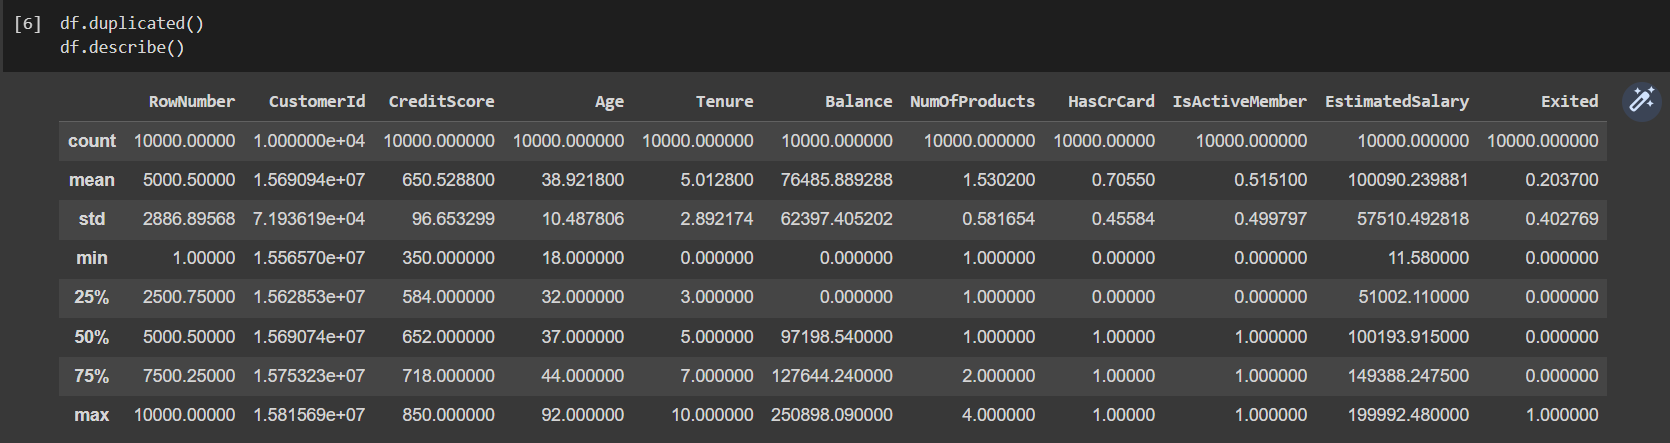 [6] df.duplicated()
df.describe()
RowNumber CustomerId CreditScore Age Tenure Balance NumOfProducts HasCrCard IsActiveMember EstimatedSalary Exited
count 10000.00000 1.000000e+04 10000.000000 10000.000000 10000.000000 10000.000000 10000.000000 10000.00000 10000.000000 10000.000000 10000.000000
mean 5000.50000 1.569094e+07 650.528800 38.921800 5.012800 76485.889288 1.530200 0.70550 0.515100 100090.239881 0.203700
std 2886.89568 7.193619e+04 96.653299 10.487806 2.892174 62397.405202 0.581654 0.45584 0.499797 57510.492818 0.402769
min 1.00000 1.556570e+07 350.000000 18.000000 0.000000 0.000000 1.000000 0.00000 0.000000 11.580000 0.000000
25% 2500.75000 1.562853e+07 584.000000 32.000000 3.000000 0.000000 1.000000 0.00000 0.000000 51002.110000 0.000000
50% 5000.50000 1.569074e+07 652.000000 37.000000 5.000000 97198.540000 1.000000 1.00000 1.000000 100193.915000 0.000000
75% 7500.25000 1.575323e+07 718.000000 44.000000 7.000000 127644.240000 2.000000 1.00000 1.000000 149388.247500 0.000000
max 10000.00000 1.581569e+07 850.000000 92.000000 10.000000 250898.090000 4.000000 1.00000 1.000000 199992.480000 1.000000